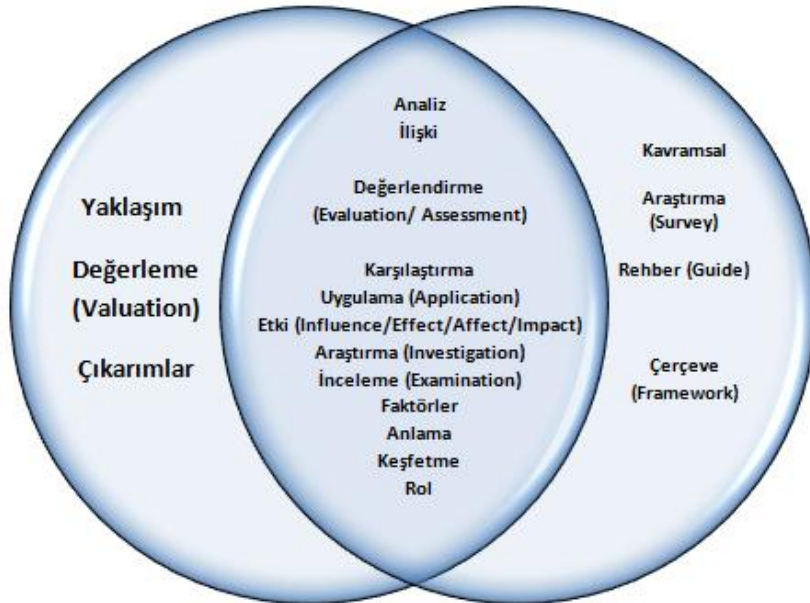 Yaklaşım
Değerleme
(Valuation)
Çıkarımlar
Analiz
İlişki
Değerlendirme
(Evaluation/ Assessment)
Karşılaştırma
Uygulama (Application)
Etki (Influence/Effect/Affect/Impact)
Araştırma (Investigation)
İnceleme (Examination)
Faktörler
Anlama
Keşfetme
Rol
Kavramsal
Araştırma
(Survey)
Rehber (Guide)
Çerçeve
(Framework)